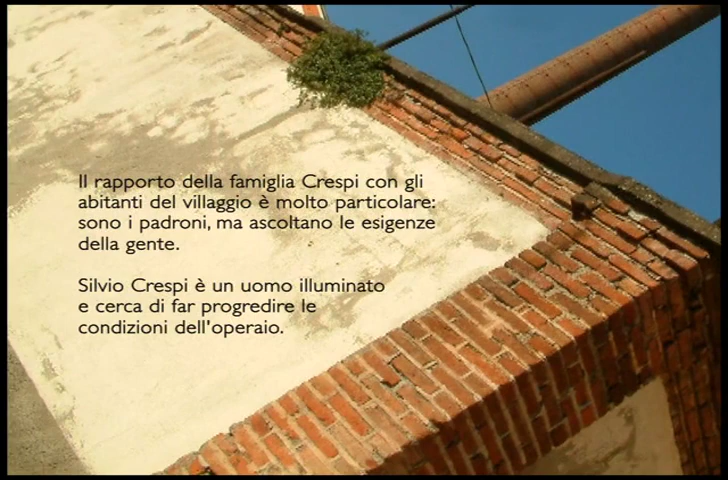 Il rapporto della famiglia Crespi con gli
abitanti del villaggio è molto particolare:
sono i padroni, ma ascoltano le esigenze
della gente.
Silvio Crespi è un uomo illuminato
e cerca di far progredire le
condizioni dell'operaio.